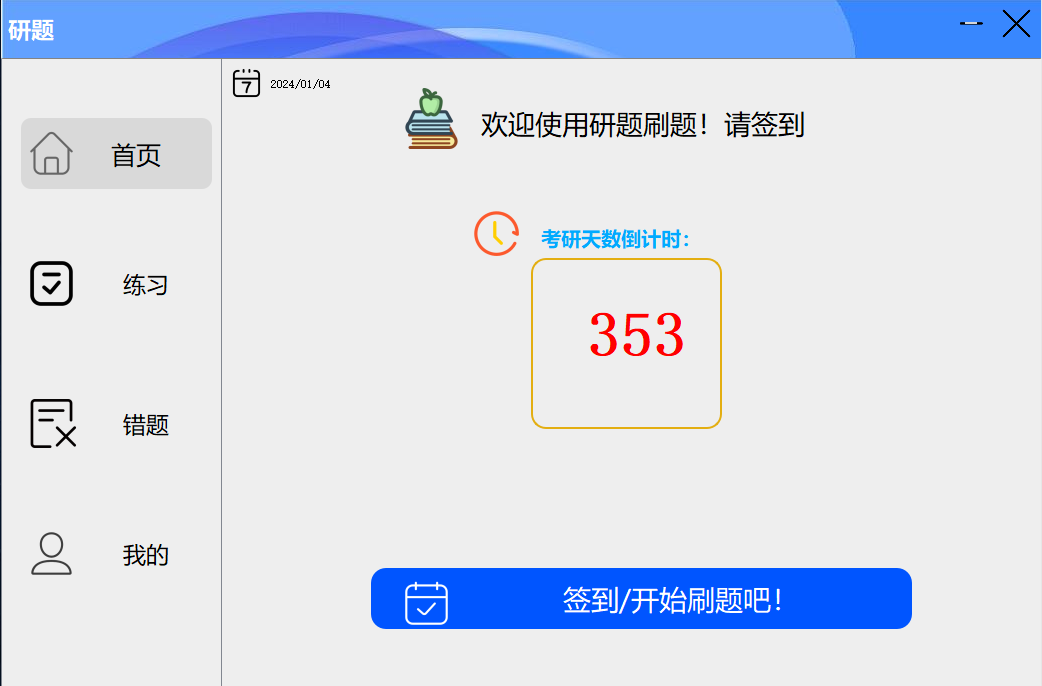 研题
7
2024/01/04
欢迎使用研题刷题！请签到
首页
考研天数倒计时：
练习
353
错题
我的
签到/开始刷题吧！